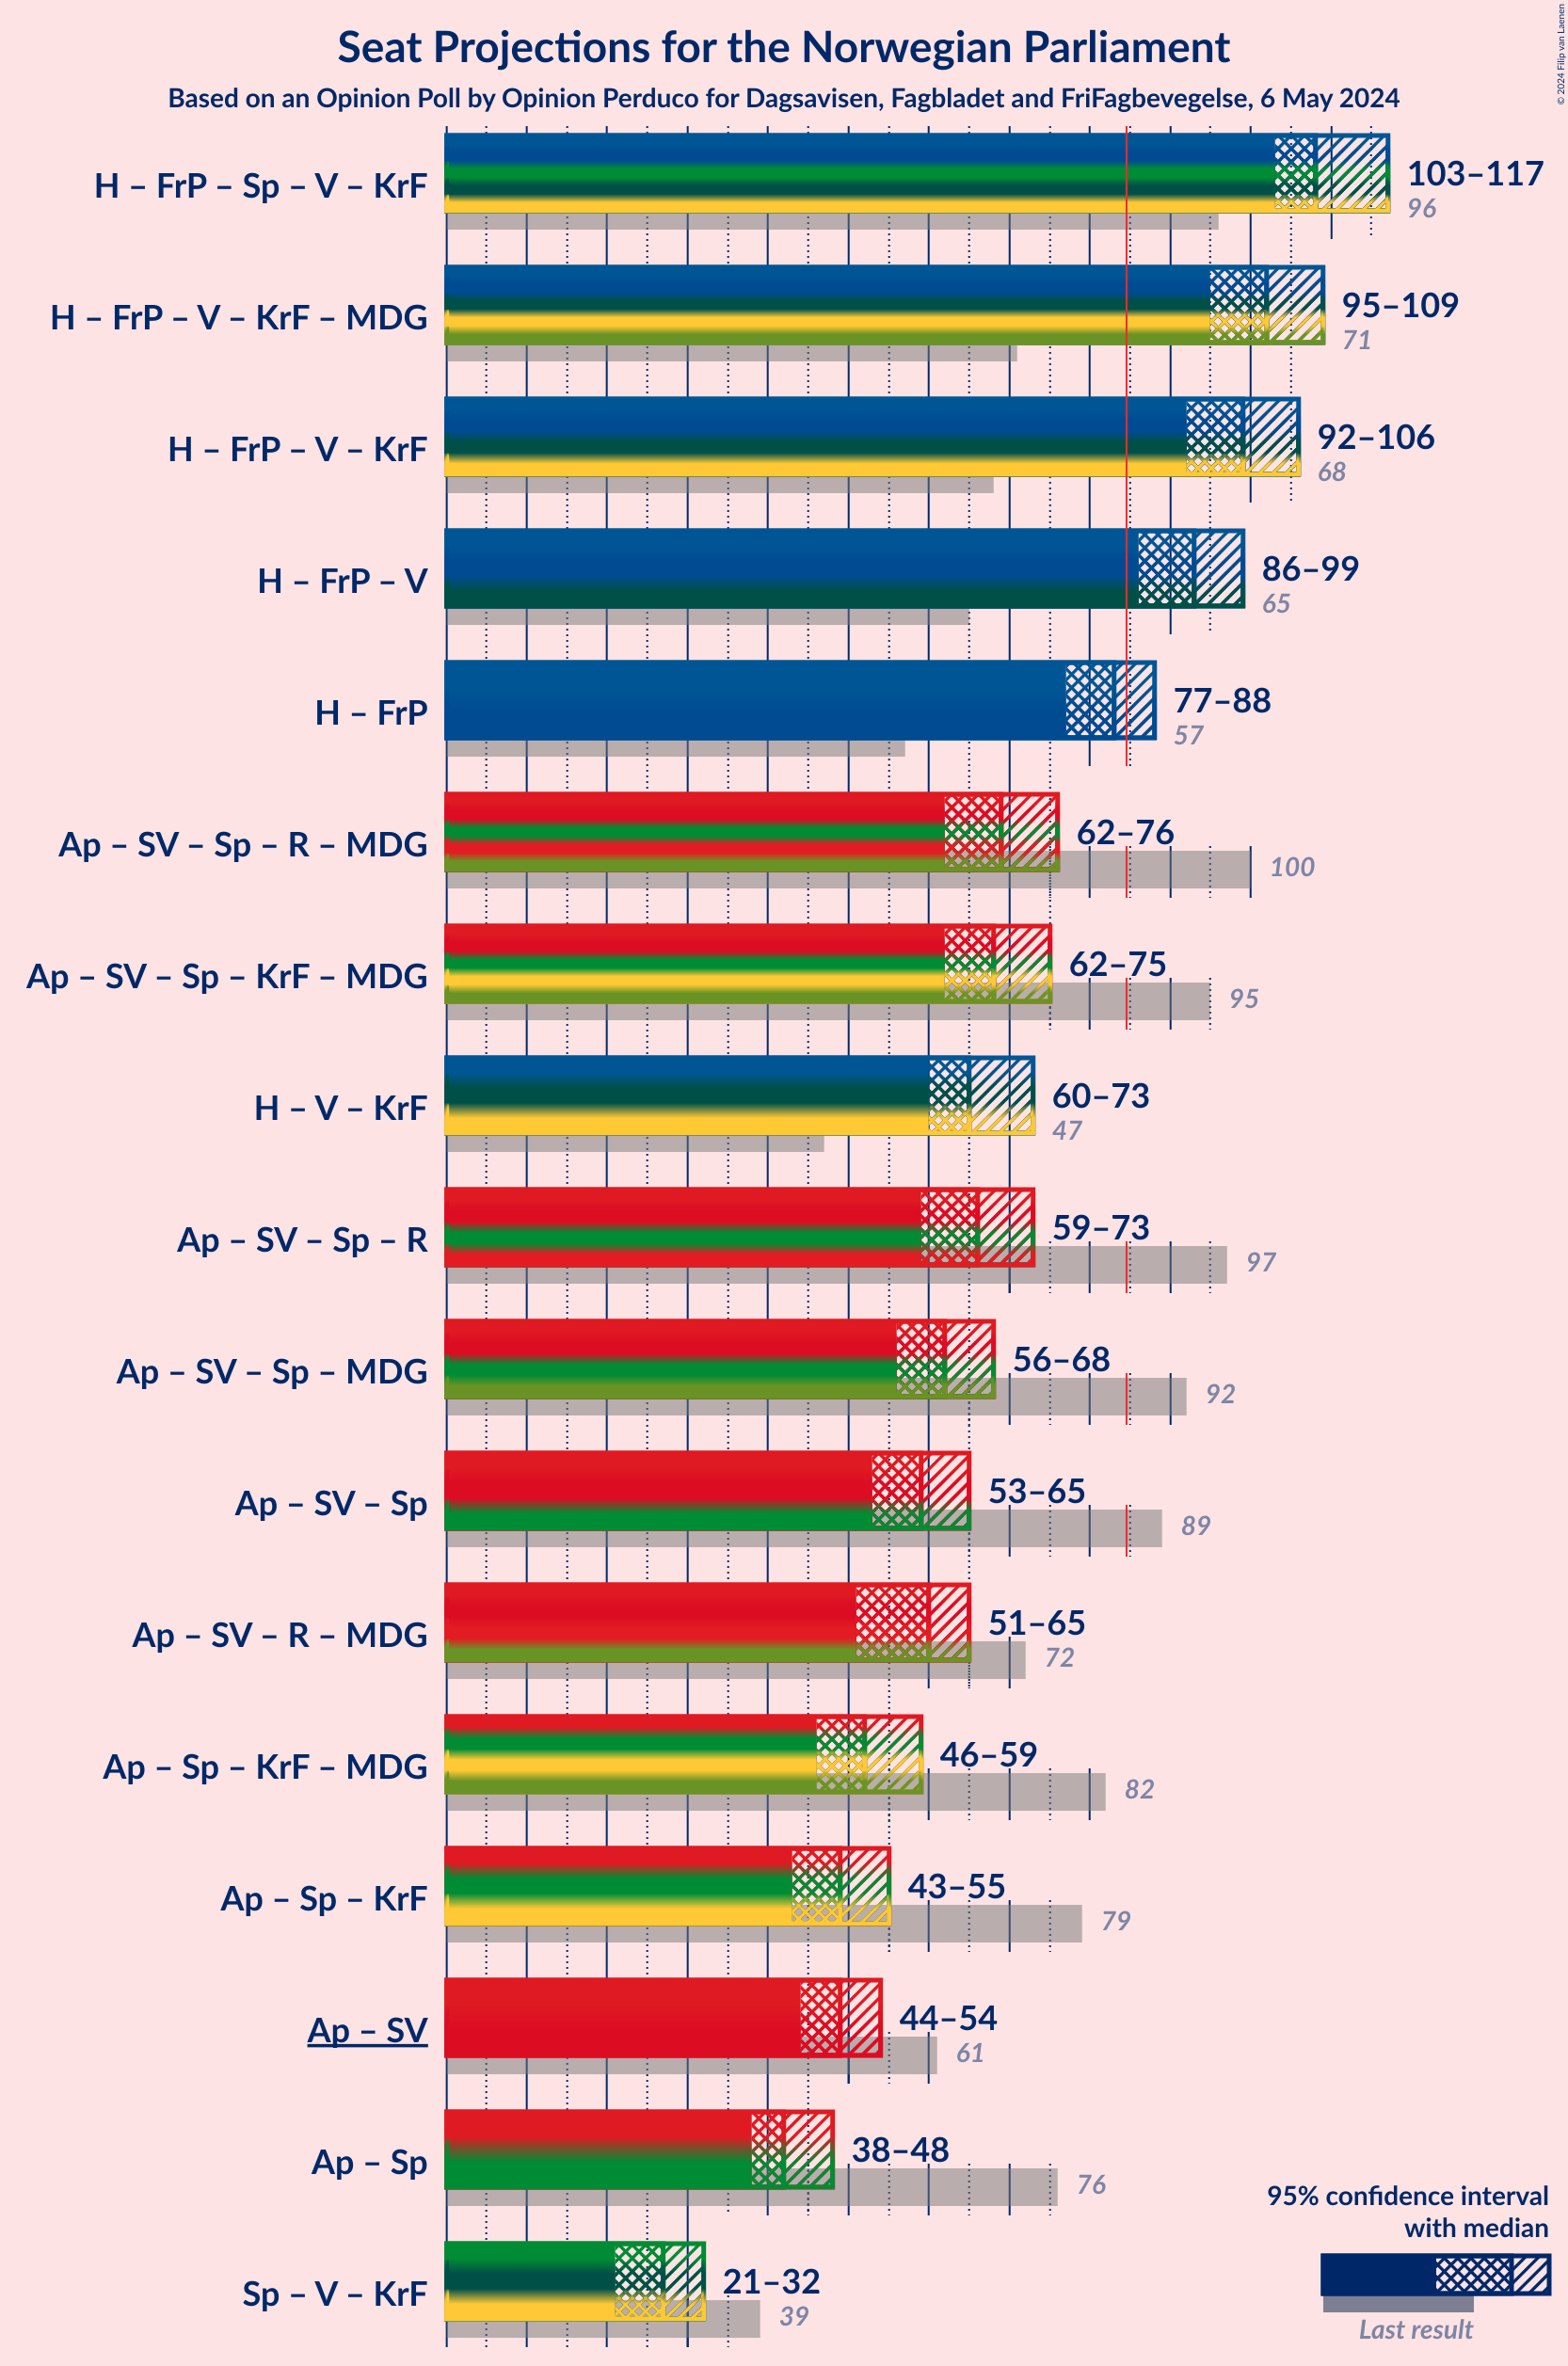 Seat Projections for the Norwegian Parliament
Based on an Opinion Poll by Opinion Perduco for Dagsavisen, Fagbladet and FriFagbevegelse, 6 May 2024
© 2024 Filip van Laenen
H – FrP – Sp – V – KrF
103–117
96
H – FrP – V – KrF – MDG
95–109
71
H – FrP – V – KrF
92–106
68
H – FrP – V
86–99
65
H – FrP
77–88
57
Ap – SV – Sp – R – MDG
62–76
100
Ap – SV – Sp – KrF – MDG
62–75
95
H – V – KrF
60–73
47
Ap – SV – Sp – R
59–73
97
Ap – SV – Sp – MDG
56–68
92
Ap – SV – Sp
53–65
89
Ap – SV – R – MDG
51–65
72
Ap – Sp – KrF – MDG
46–59
82
Ap – Sp – KrF
43–55
79
Ap – SV
44–54
61
Ap – Sp
38–48
76
Sp – V – KrF
21–32
39
95% confidence interval
with median
Last result